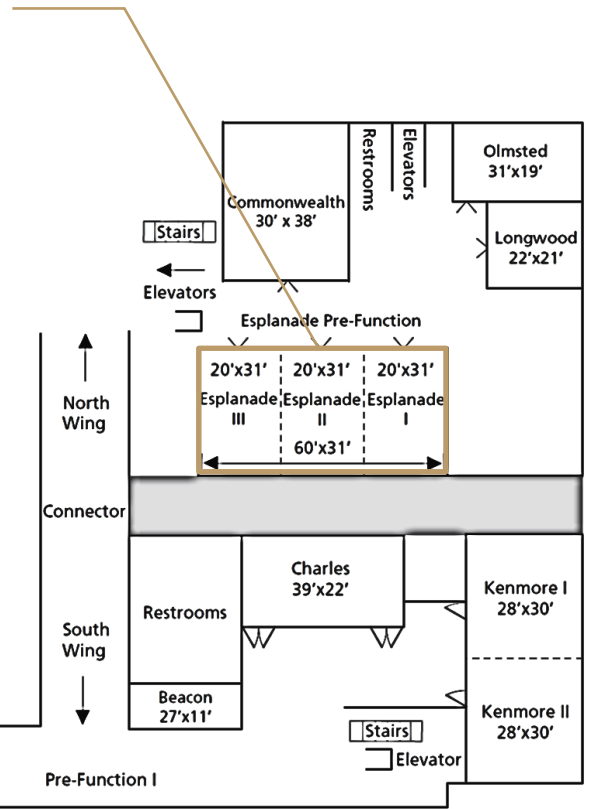 Restrooms
Elevators
Olmsted
31'x19'
Commonwealth
30' x 38'
Stairs
Longwood
22'x21'
Elevators
Esplanade Pre-Function
20'x31' 20'x31' 20'x31'
Esplanade Esplanade Esplanade
III II I
60'x31'
North
Wing
Connector
Charles
39'x22'
Kenmore I
28'x30'
Restrooms
South
Wing
Beacon
27'x11'
Kenmore II
28'x30'
Stairs
Elevator
Pre-Function I